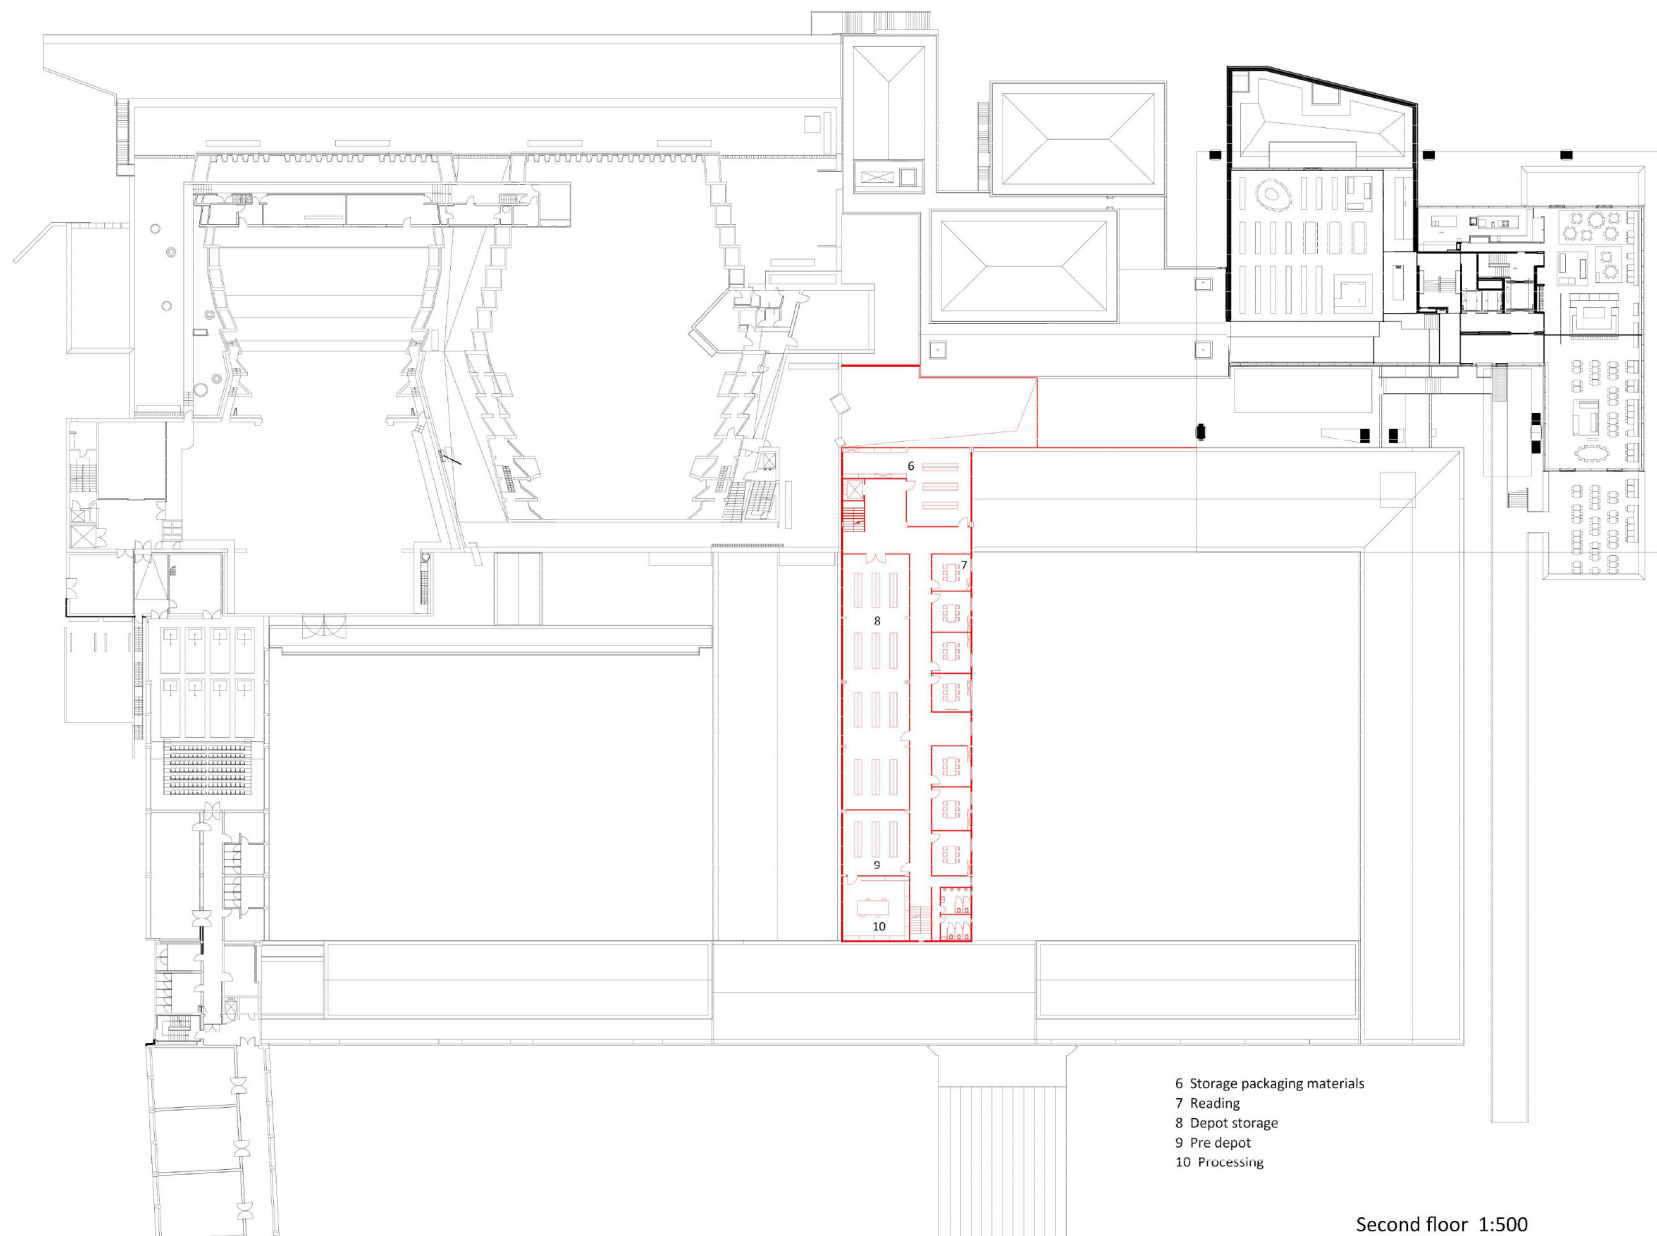 6
7
8
9
10
6 Storage packaging materials
7 Reading
8 Depot storage
9 Pre depot
10 Processing
Second floor 1:500